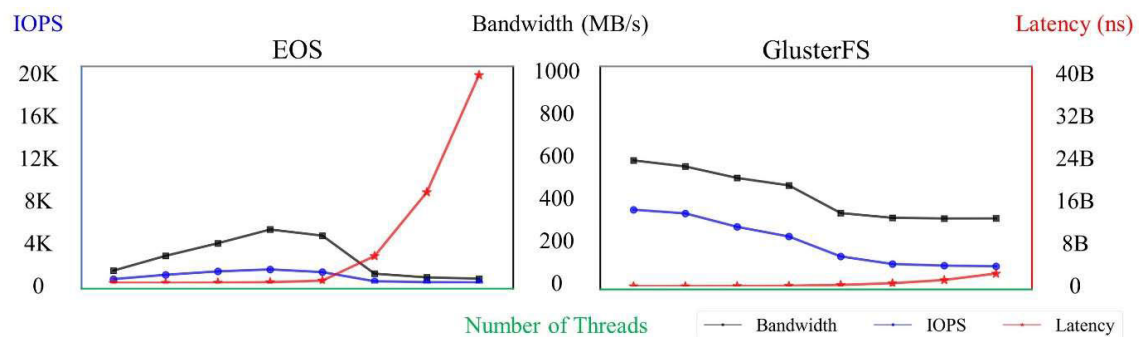 IOPS Bandwidth (MB/s) Latency (ns)
EOS GlusterFS
20K 1000 40B
16K 800 32B
12K 600 24B
8K 400 16B
4K 200 8B
0 0 0
Number of Threads Bandwidth IOPS Latency